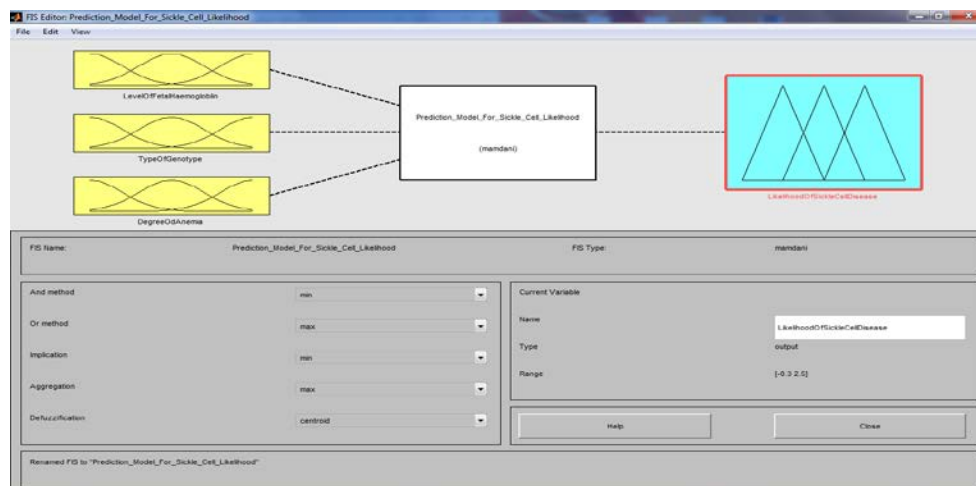 FIS Editor: Prediction_Model_For_Sickle_Cell_Likelihood
File Edit View
LevelOfFetalHaemogloblin
TypeOfGenotype
DegreeOdAnemia
Prediction_Model_For_Sickle_Cell_Likelihood
(mamdani)
LikelihoodOfSickleCellDisease
FIS Name: Prediction_Model_For_Sickle_Cell_Likelihood FIS Type: mamdani
And method min
Or method max
Implication min
Aggregation max
Defuzzification centroid
Current Variable
Name LikelihoodOfSickleCellDisease
Type output
Range [-0.3 2.5]
Help Close
Renamed FIS to "Prediction_Model_For_Sickle_Cell_Likelihood"